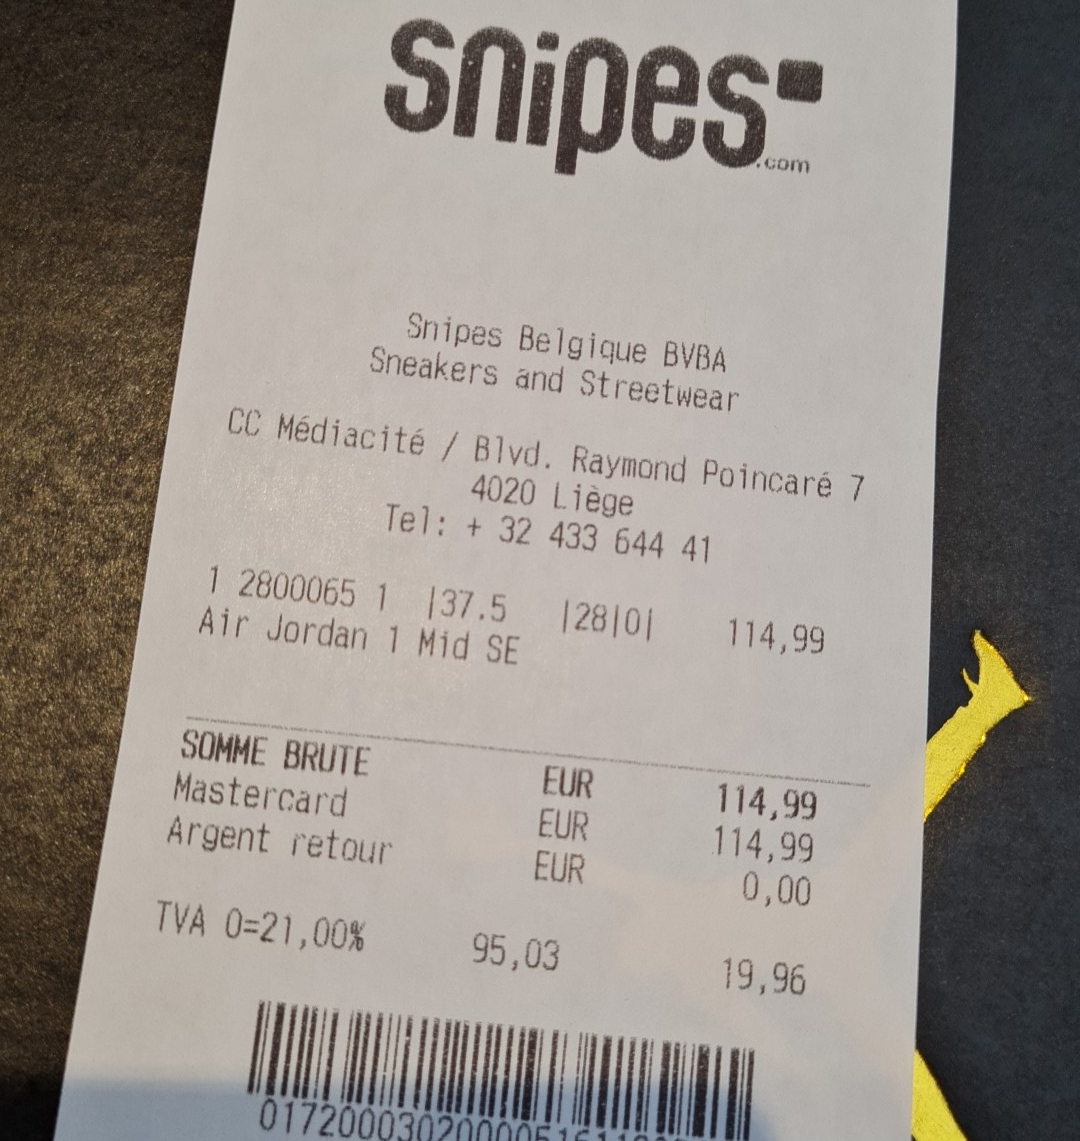 snipes
.com
Snipes Belgique BVBA
Sneakers and Streetwear
CC Médiacité / Blvd. Raymond Poincaré 7
4020 Liège
Tel: + 32 433 644 41
1 2800065 1 |37.5 |28|0| 114,99
Air Jordan 1 Mid SE
SOMME BRUTE EUR 114,99
Mastercard EUR 114,99
Argent retour EUR 0,00
TVA 0=21,00% 95,03 19,96